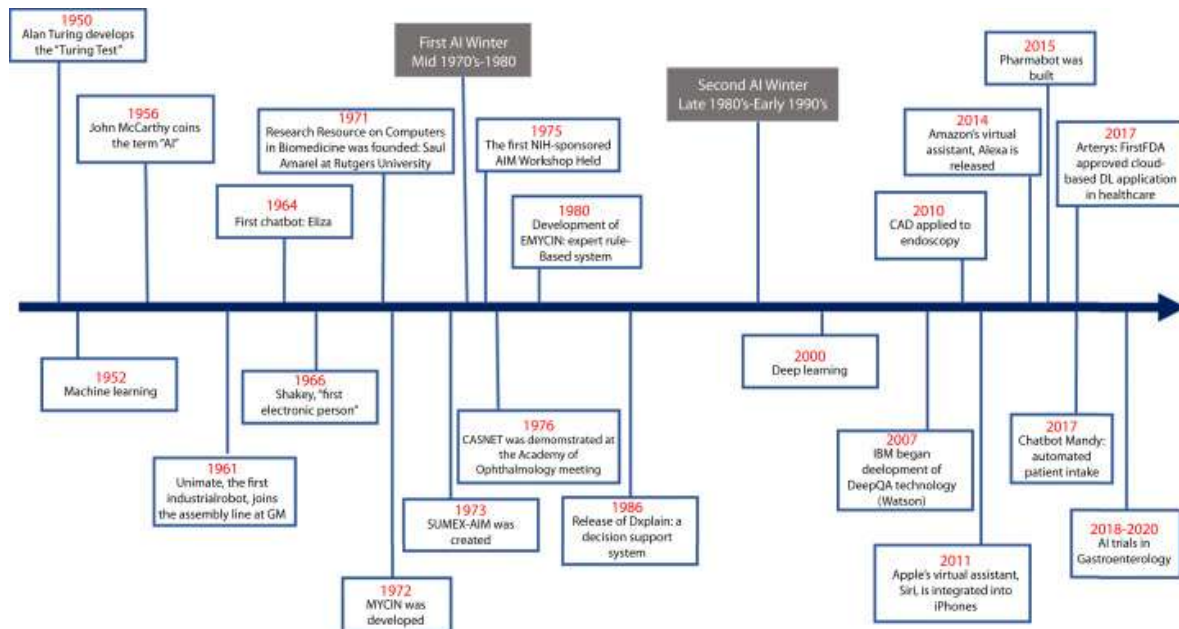 1950
Alan Turing develops
the "Turing Test"
First AI Winter
Mid 1970's-1980
2015
Pharmabot was
built
Second AI Winter
Late 1980's-Early 1990's
1956
John McCarthy coins
the term "AI"
1971
Research Resource on Computers
in Biomedicine was founded: Saul
Amarel at Rutgers University
1975
The first NIH-sponsored
AIM Workshop Held
2014
Amazon's virtual
assistant, Alexa is
released
2017
Arterys: FirstFDA
approved cloud-
based DL application
in healthcare
1964
First chatbot: Eliza
1980
Development of
EMYCIN: expert rule-
Based system
2010
CAD applied to
endoscopy
1952
Machine learning
1966
Shakey, "first
electronic person"
2000
Deep learning
1961
Unimate, the first
industrialrobot, joins
the assembly line at GM
1976
CASNET was demomstrated at
the Academy of
Ophthalmology meeting
2007
IBM began
deelopment of
DeepQA technology
(Watson)
2017
Chatbot Mandy:
automated
patient intake
1973
SUMEX-AIM was
created
1986
Release of Dxplain: a
decision support
system
2018-2020
AI trials in
Gastroenterology
1972
MYCIN was
developed
2011
Apple's virtual assistant,
Siri, is integrated into
iPhones